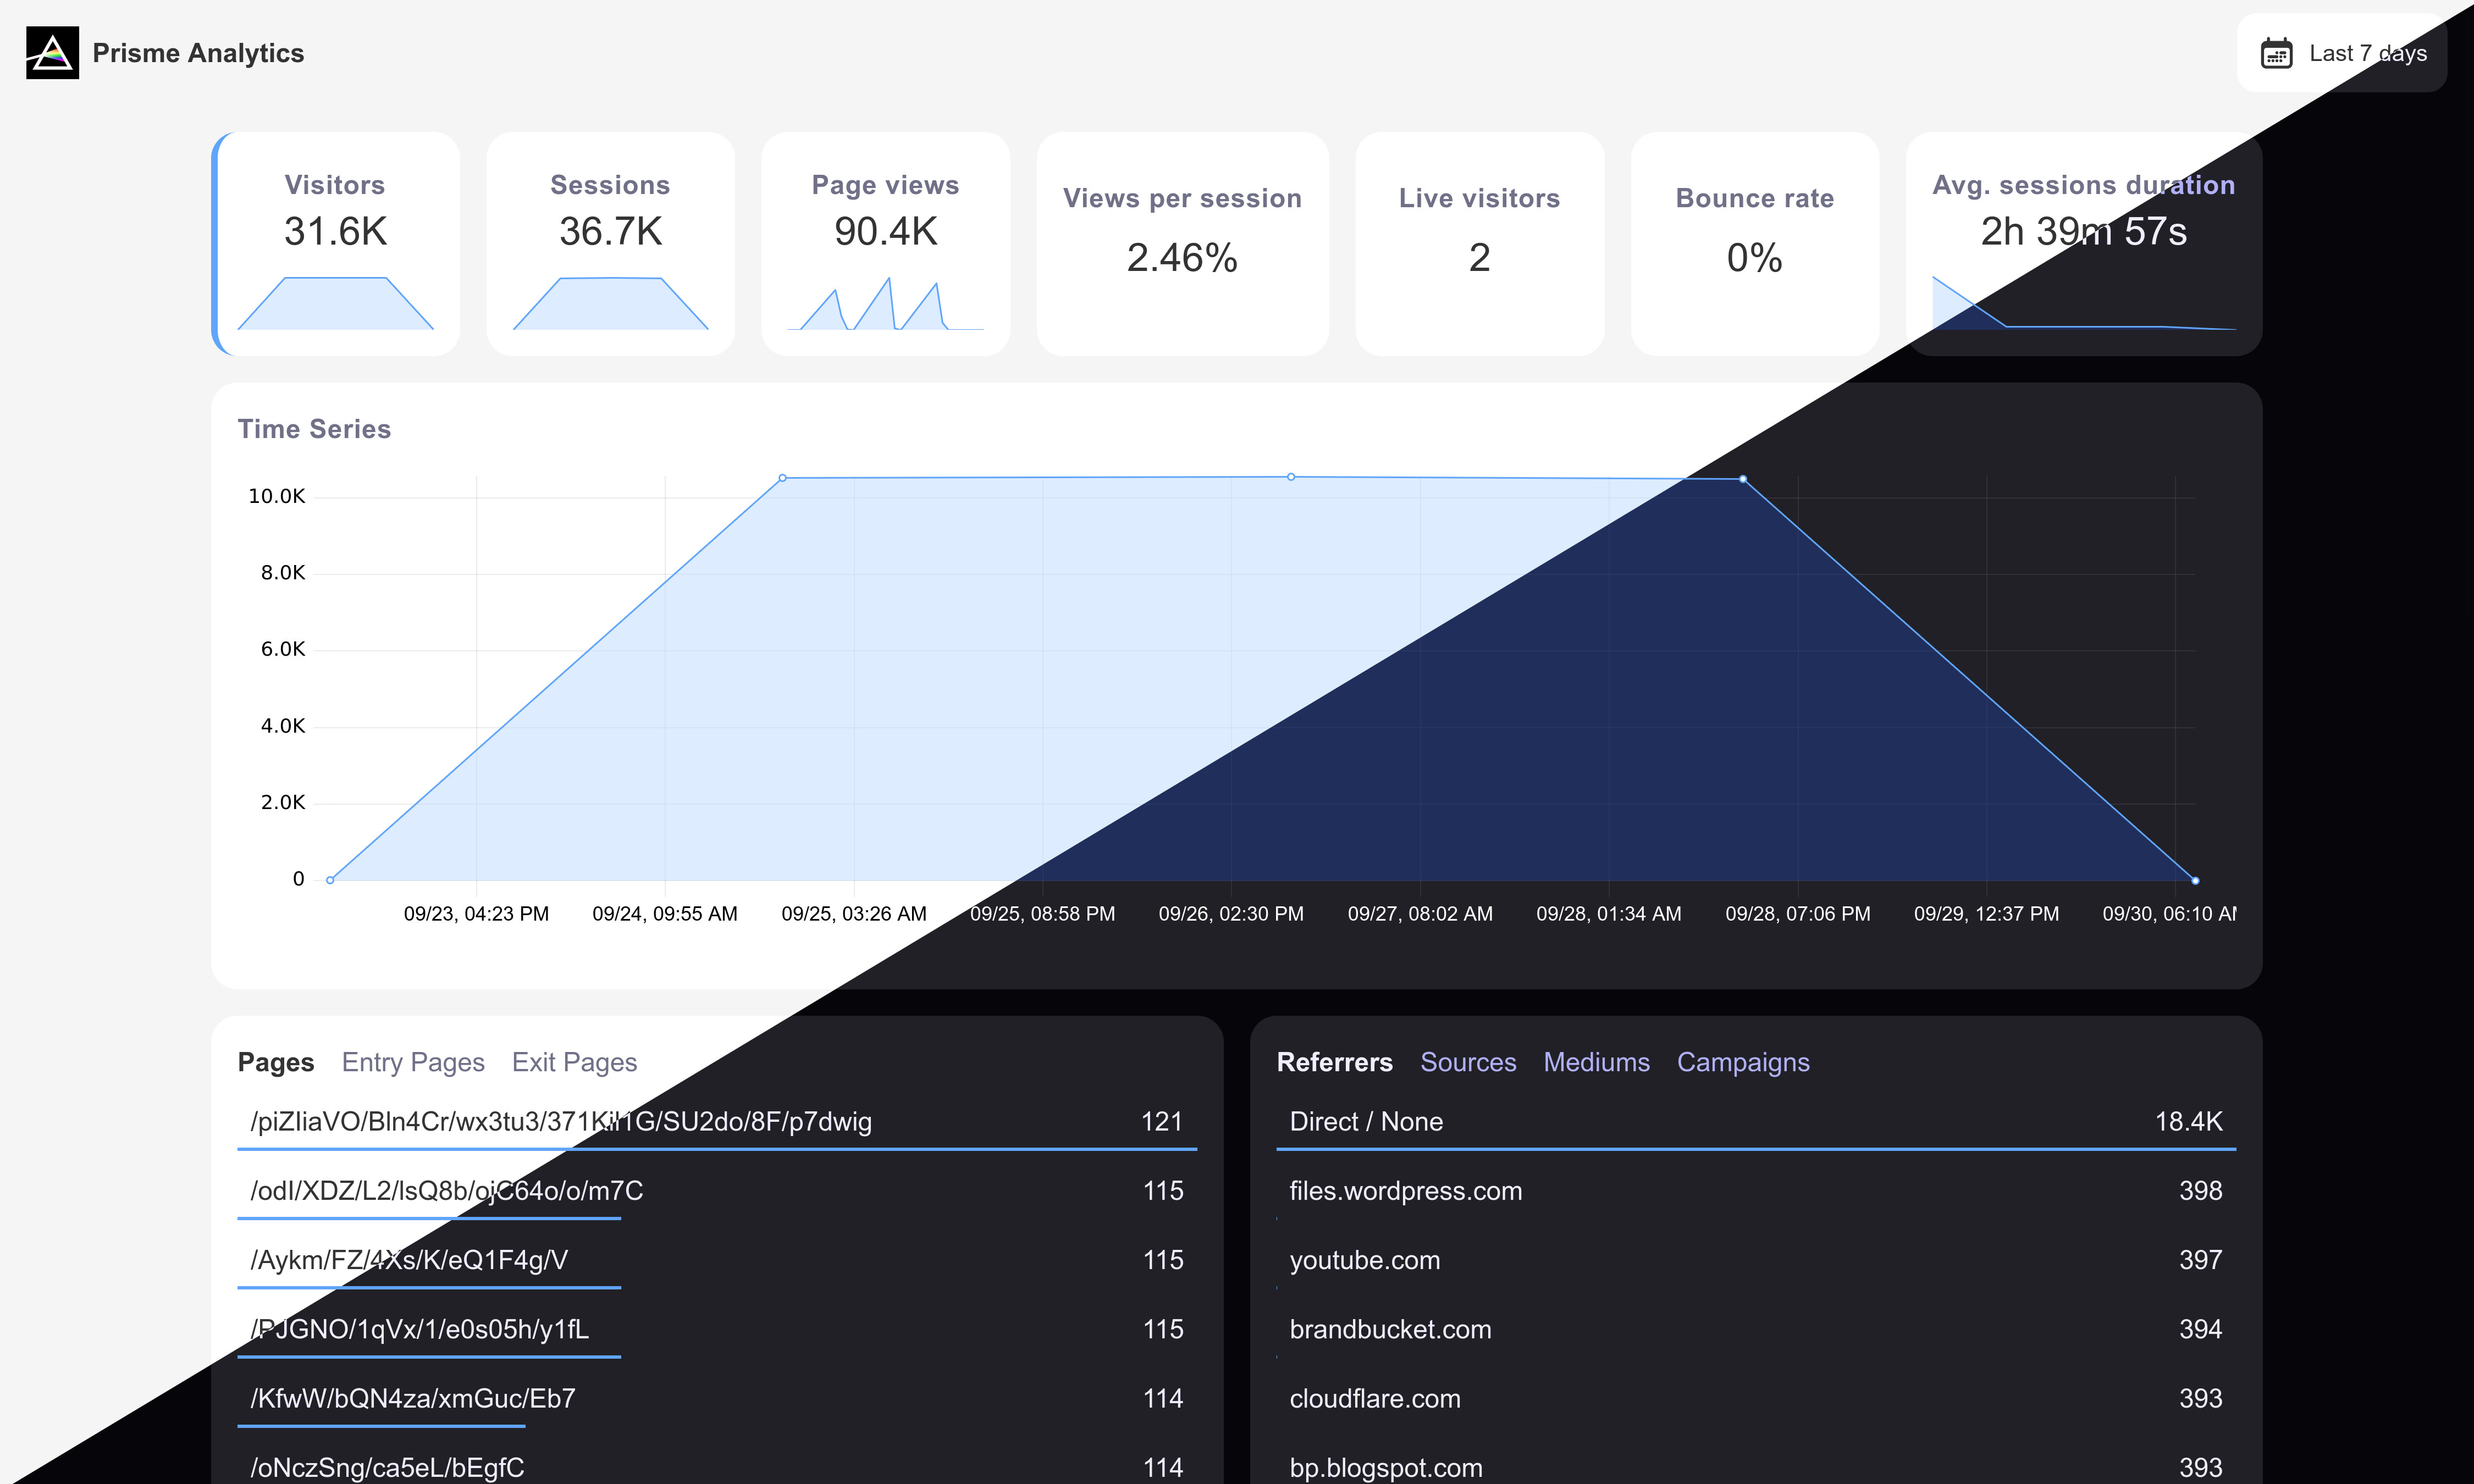 Prisme Analytics
Last 7 days
Visitors
31.6K
Sessions
36.7K
Page views
90.4K
Views per session
2.46%
Live visitors
2
Bounce rate
0%
Avg. sessions duration
2h 39m 57s
Time Series
10.0K
8.0K
6.0K
4.0K
2.0K
0
09/23, 04:23 PM 09/24, 09:55 AM 09/25, 03:26 AM 09/25, 08:58 PM 09/26, 02:30 PM 09/27, 08:02 AM 09/28, 01:34 AM 09/28, 07:06 PM 09/29, 12:37 PM 09/30, 06:10 AM
Pages Entry Pages Exit Pages
/odI/XDZ/L2/lsQ8b/ojC64o/o/m7C 115
/Aykm/FZ/4Xs/K/eQ1F4g/V 115
/PJGNO/1qVx/1/e0s05h/y1fL 115
/KfwW/bQN4za/xmGuc/Eb7 114
/oNczSng/ca5eL/bEgfC 114
121
Referrers Sources Mediums Campaigns
Direct / None 18.4K
files.wordpress.com 398
youtube.com 397
brandbucket.com 394
cloudflare.com 393
bp.blogspot.com 393